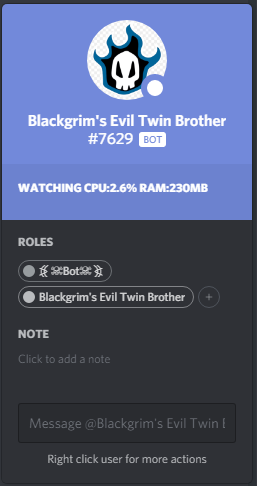 Blackgrim's Evil Twin Brother
#7629 BOT
WATCHING CPU:2.6% RAM:230MB
ROLES
Bot
Blackgrim's Evil Twin Brother +
NOTE
Click to add a note
Message @Blackgrim's Evil Twin B
Right click user for more actions